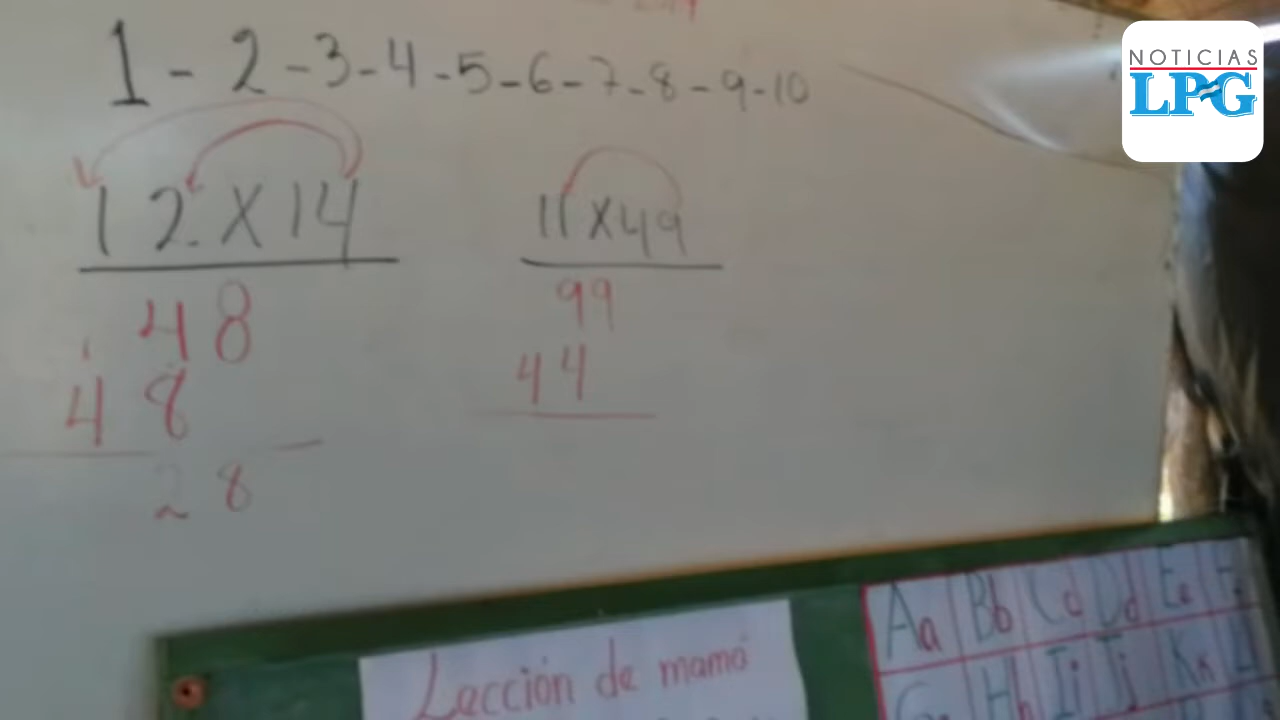 1 - 2 - 3 - 4 - 5 - 6 - 7 - 8 - 9 - 10
NOTICIAS
LPG
12 X 14
48
1
48
28
11 X 49
99
44
Lección de mamá
Aa Bb Cc Dd Ee
Hh Ii Jj Kk